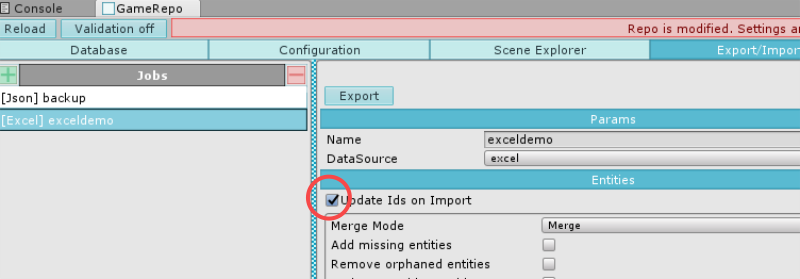 Console
GameRepo
Reload
Validation off
Repo is modified. Settings
Database
Configuration
Scene Explorer
Export/Import
Jobs
[Json] backup
[Excel] exceldemo
Export
Params
Name
exceldemo
DataSource
excel
Entities
Update Ids on Import
Merge Mode
Merge
Add missing entities
Remove orphaned entities